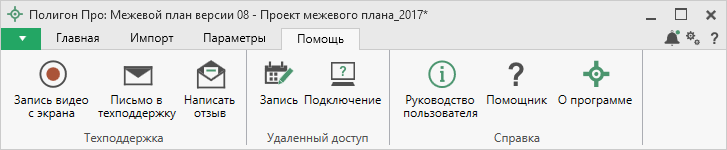 Полигон Про: Межевой план версии 08 - Проект межевого плана_2017*
Главная Импорт Параметры Помощь
Запись видео с экрана
Письмо в техподдержку
Написать отзыв
Техподдержка
Запись
Подключение
Удаленный доступ
Руководство пользователя
Помощник
О программе
Справка